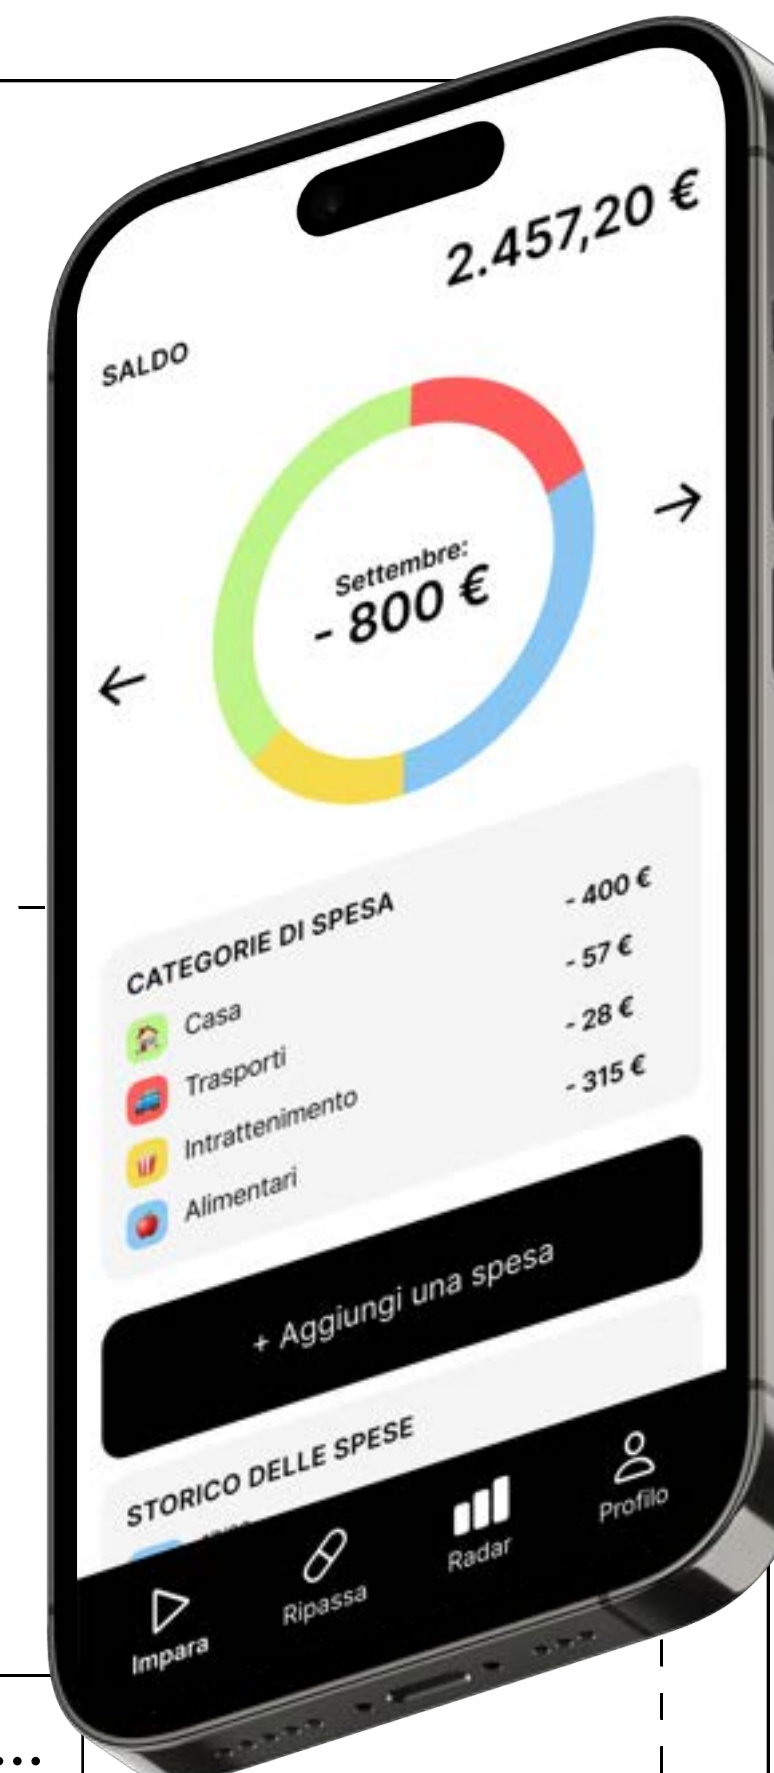 2.457,20 €
SALDO
Settembre:
- 800 €
CATEGORIE DI SPESA
Casa - 400 €
Trasporti - 57 €
Intrattenimento - 28 €
Alimentari - 315 €
+ Aggiungi una spesa
STORICO DELLE SPESE
Impara
Ripassa
Radar
Profilo